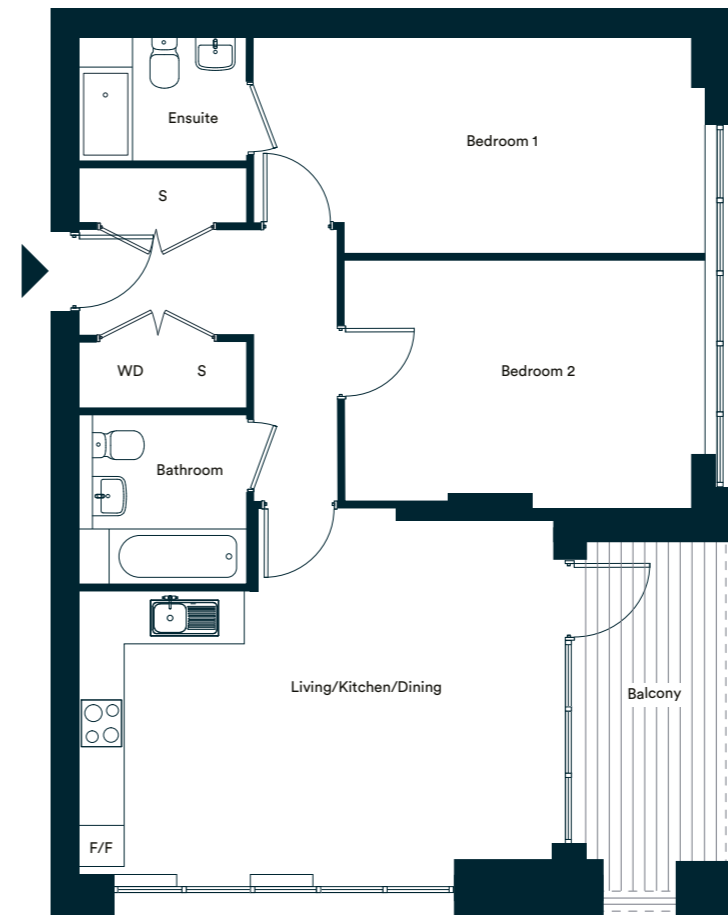 Ensuite
Bedroom 1
S
WD S
Bedroom 2
Bathroom
Living/Kitchen/Dining
Balcony
F/F